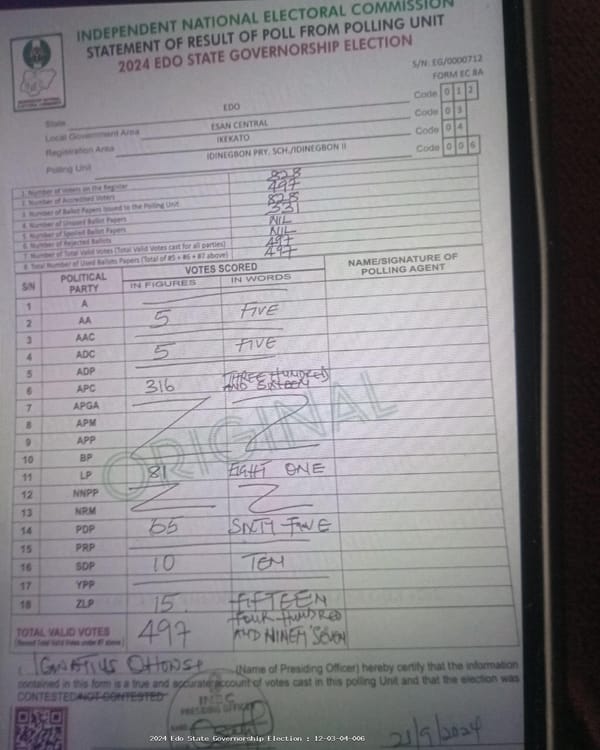 INDEPENDENT NATIONAL ELECTORAL COMMISSION
STATEMENT OF RESULT OF POLL FROM POLLING UNIT
2024 EDO STATE GOVERNORSHIP ELECTION
S/N: EG/0000712
FORM EC 8A
State EDO Code 0 1 2
Local Government Area ESAN CENTRAL Code 0 3
Registration Area IKEKATO Code 0 4
Polling Unit IDINEGBON PRY. SCH./IDINEGBON II Code 0 0 6
1. Number of Voters on the Register 828
2. Number of Accredited Voters 497
3. Number of Ballot Papers Issued to the Polling Unit 828
4. Number of Unused Ballot Papers 331
5. Number of Spoiled Ballot Papers NIL
6. Number of Rejected Ballots NIL
7. Number of Total Valid Votes (Total Valid Votes cast for all parties) 497
8. Total Number of Used Ballots Papers (Total of #5 + #6 + #7 above) 497
S/N POLITICAL PARTY VOTES SCORED NAME/SIGNATURE OF POLLING AGENT
IN FIGURES IN WORDS
1 A
2 AA 5 FIVE
3 AAC
4 ADC 5 FIVE
5 ADP
6 APC 316 THREE HUNDRED AND SIXTEEN
7 APGA
8 APM
9 APP
10 BP
11 LP 81 EIGHT ONE
12 NNPP
13 NRM
14 PDP 65 SIXTY FIVE
15 PRP
16 SDP 10 TEN
17 YPP
18 ZLP 15 FIFTEEN
TOTAL VALID VOTES 497 FOUR HUNDRED AND NINETY SEVEN
ORIGINAL
I, IGNATIUS (Name of Presiding Officer) hereby certify that the information
contained in this form is a true and accurate account of votes cast in this polling Unit and that the election was
CONTESTED/NOT CONTESTED
INEC
PRESIDING OFFICER
21/9/2024
2024 Edo State Governorship Election : 12-03-04-006